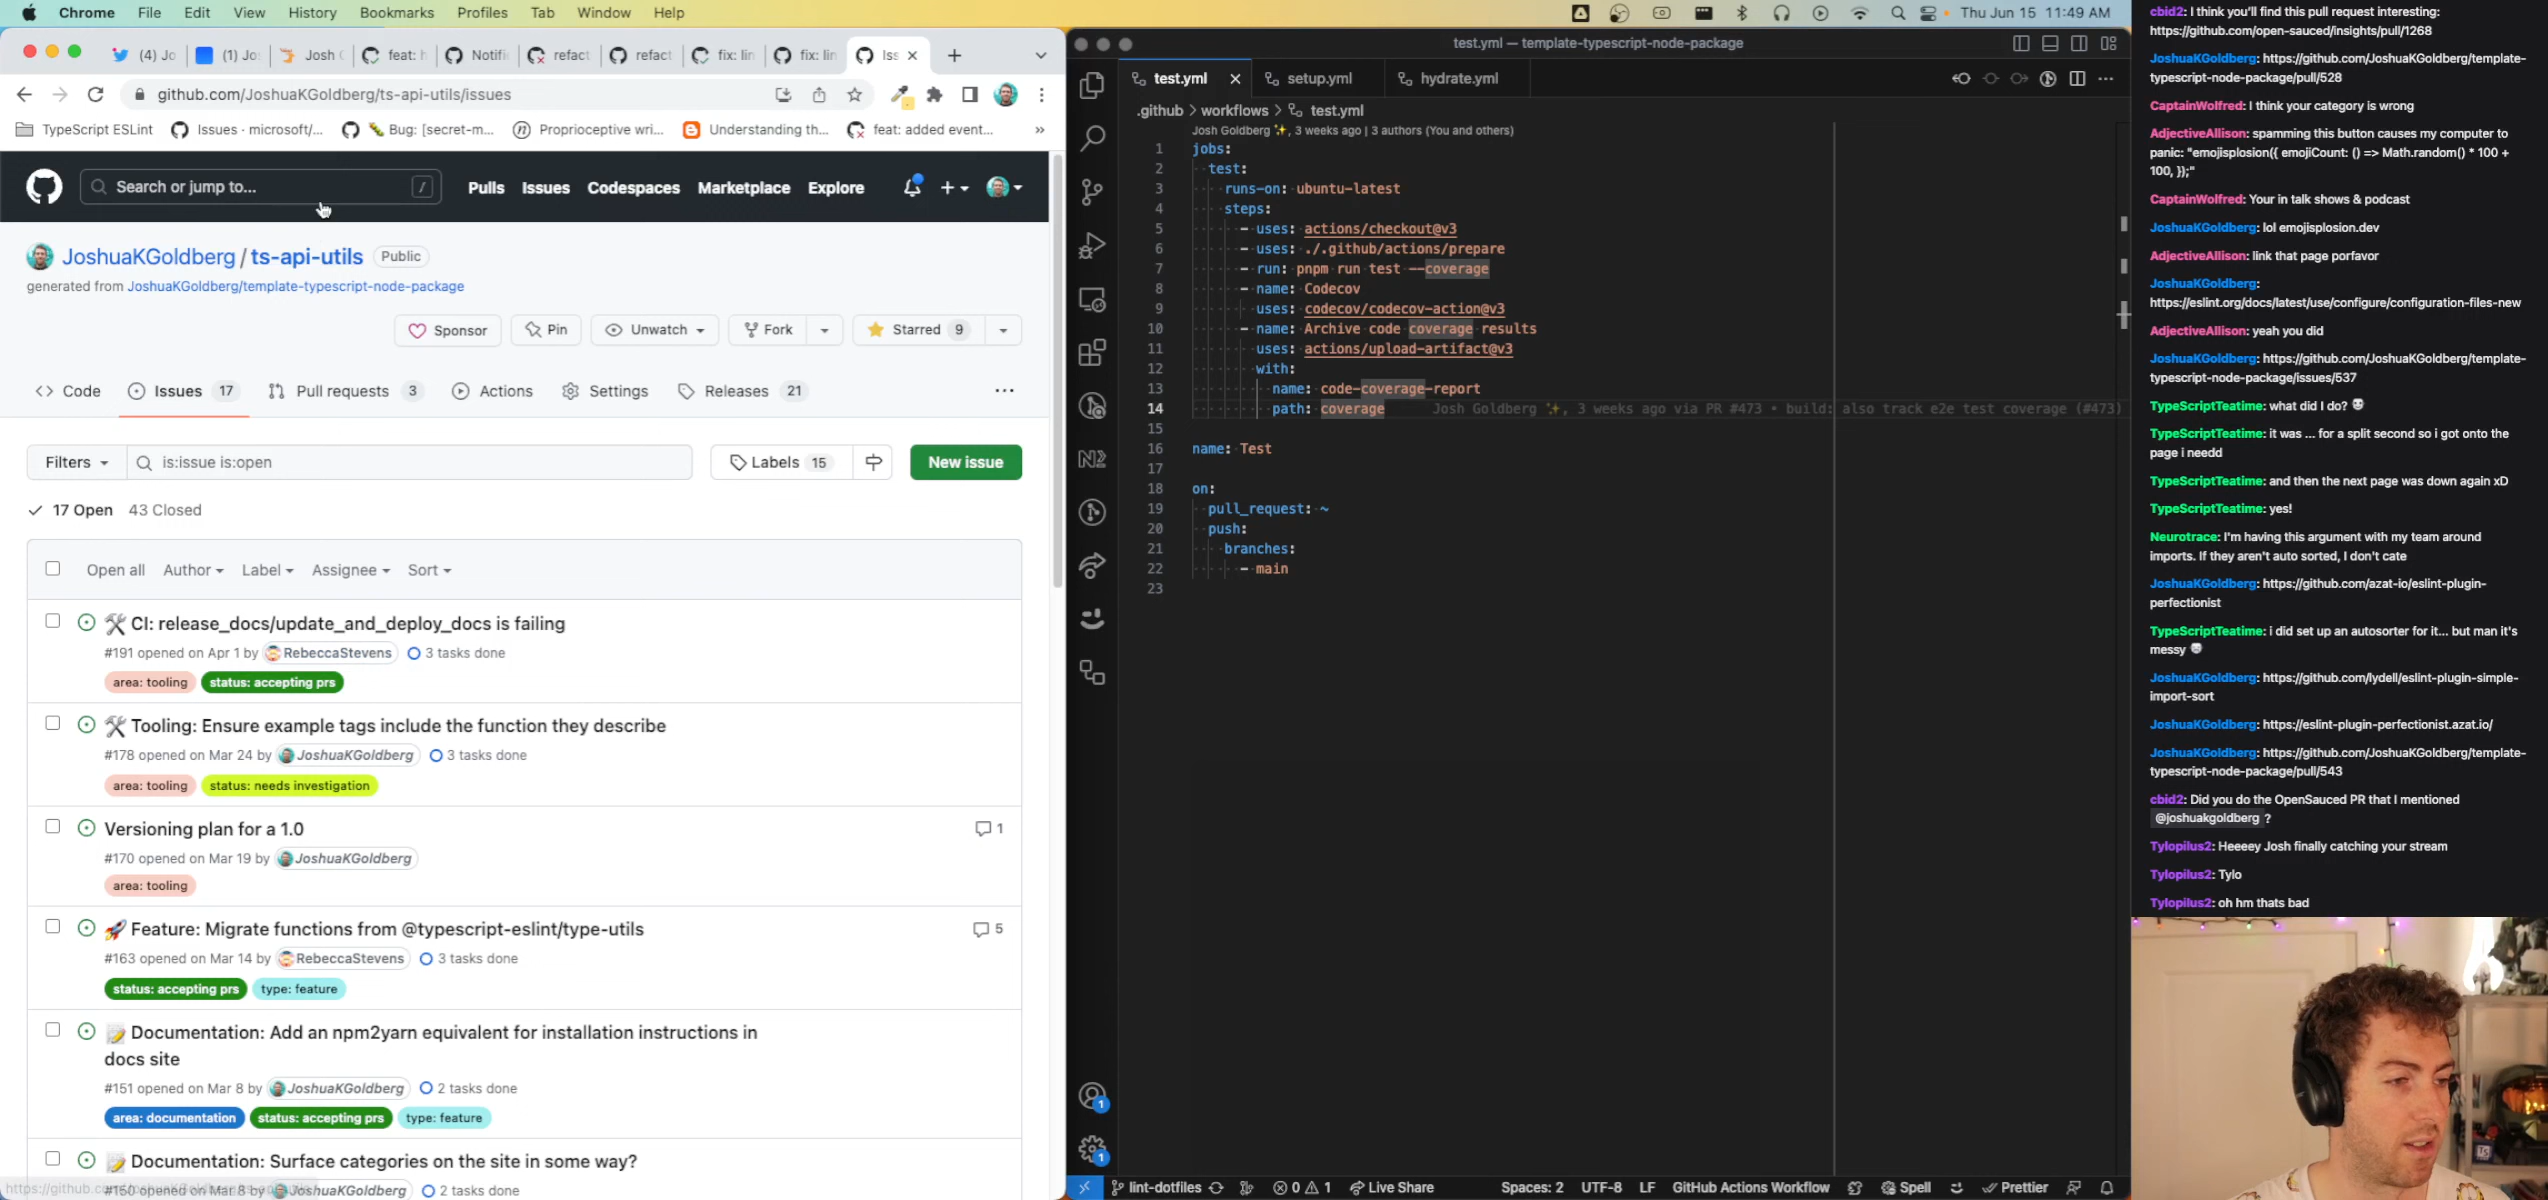 Chrome File Edit View History Bookmarks Profiles Tab Window Help
Thu Jun 15 11:49 AM
(4) Jo (1) Jo: Josh ( feat: h Notifi refact refact fix: lin fix: lin Iss
github.com/JoshuaKGoldberg/ts-api-utils/issues
TypeScript ESLint Issues · microsoft/... Bug: [secret-m... Proprioceptive wri... Understanding th... feat: added event... »
Search or jump to... / Pulls Issues Codespaces Marketplace Explore
JoshuaKGoldberg / ts-api-utils Public
generated from JoshuaKGoldberg/template-typescript-node-package
Sponsor Pin Unwatch Fork Starred 9
Code Issues 17 Pull requests 3 Actions Settings Releases 21 ...
Filters is:issue is:open Labels 15 New issue
17 Open 43 Closed
Open all Author Label Assignee Sort
CI: release_docs/update_and_deploy_docs is failing
#191 opened on Apr 1 by RebeccaStevens 3 tasks done
area: tooling status: accepting prs
Tooling: Ensure example tags include the function they describe
#178 opened on Mar 24 by JoshuaKGoldberg 3 tasks done
area: tooling status: needs investigation
Versioning plan for a 1.0 1
#170 opened on Mar 19 by JoshuaKGoldberg
area: tooling
Feature: Migrate functions from @typescript-eslint/type-utils 5
#163 opened on Mar 14 by RebeccaStevens 3 tasks done
status: accepting prs type: feature
Documentation: Add an npm2yarn equivalent for installation instructions in
docs site
#151 opened on Mar 8 by JoshuaKGoldberg 2 tasks done
area: documentation status: accepting prs type: feature
Documentation: Surface categories on the site in some way?
#150 opened on Mar 8 by JoshuaKGoldberg 2 tasks done
test.yml — template-typescript-node-package
test.yml setup.yml hydrate.yml
.github > workflows > test.yml
Josh Goldberg ✨, 3 weeks ago | 3 authors (You and others)
1 jobs:
2 test:
3 runs-on: ubuntu-latest
4 steps:
5 - uses: actions/checkout@v3
6 - uses: ./.github/actions/prepare
7 - run: pnpm run test --coverage
8 - name: Codecov
9 uses: codecov/codecov-action@v3
10 - name: Archive code coverage results
11 uses: actions/upload-artifact@v3
12 with:
13 name: code-coverage-report
14 path: coverage Josh Goldberg ✨, 3 weeks ago via PR #473 • build: also track e2e test coverage (#473)
15
16 name: Test
17
18 on:
19 pull_request: ~
20 push:
21 branches:
22 - main
23
1
1
lint-dotfiles 0 1 Live Share Spaces: 2 UTF-8 LF GitHub Actions Workflow Spell Prettier
cbid2: I think you'll find this pull request interesting:
https://github.com/open-sauced/insights/pull/1268
JoshuaKGoldberg: https://github.com/JoshuaKGoldberg/template-
typescript-node-package/pull/528
CaptainWolfred: I think your category is wrong
AdjectiveAllison: spamming this button causes my computer to
panic: "emojisplosion({ emojiCount: () => Math.random() * 100 +
100, });"
CaptainWolfred: Your in talk shows & podcast
JoshuaKGoldberg: lol emojisplosion.dev
AdjectiveAllison: link that page porfavor
JoshuaKGoldberg:
https://eslint.org/docs/latest/use/configure/configuration-files-new
AdjectiveAllison: yeah you did
JoshuaKGoldberg: https://github.com/JoshuaKGoldberg/template-
typescript-node-package/issues/537
TypeScriptTeatime: what did I do?
TypeScriptTeatime: it was ... for a split second so i got onto the
page i needd
TypeScriptTeatime: and then the next page was down again xD
TypeScriptTeatime: yes!
Neurotrace: I'm having this argument with my team around
imports. If they aren't auto sorted, I don't cate
JoshuaKGoldberg: https://github.com/azat-io/eslint-plugin-
perfectionist
TypeScriptTeatime: i did set up an autosorter for it... but man it's
messy
JoshuaKGoldberg: https://github.com/lydell/eslint-plugin-simple-
import-sort
JoshuaKGoldberg: https://eslint-plugin-perfectionist.azat.io/
JoshuaKGoldberg: https://github.com/JoshuaKGoldberg/template-
typescript-node-package/pull/543
cbid2: Did you do the OpenSauced PR that I mentioned
@joshuakgoldberg ?
Tylopilus2: Heeeey Josh finally catching your stream
Tylopilus2: Tylo
Tylopilus2: oh hm thats bad